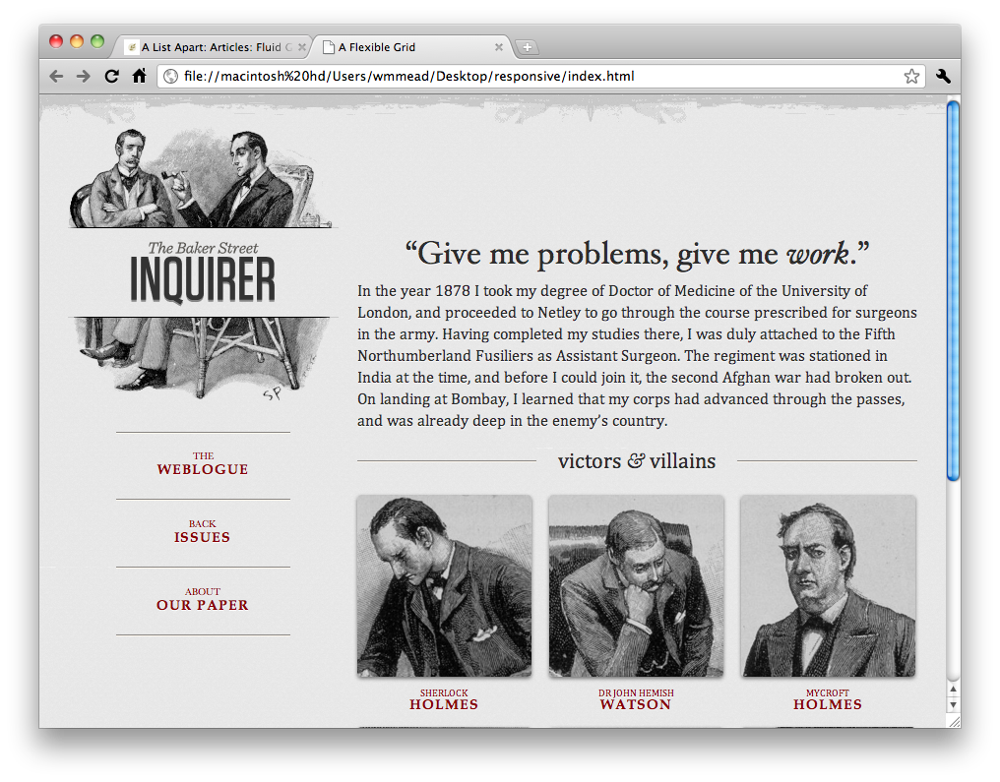 A List Apart: Articles: Fluid G
A Flexible Grid
file://macintosh%20hd/Users/wmmead/Desktop/responsive/index.html
The Baker Street
INQUIRER
SP
THE
WEBLOGUE
BACK
ISSUES
ABOUT
OUR PAPER
“Give me problems, give me work.”
In the year 1878 I took my degree of Doctor of Medicine of the University of
London, and proceeded to Netley to go through the course prescribed for surgeons
in the army. Having completed my studies there, I was duly attached to the Fifth
Northumberland Fusiliers as Assistant Surgeon. The regiment was stationed in
India at the time, and before I could join it, the second Afghan war had broken out.
On landing at Bombay, I learned that my corps had advanced through the passes,
and was already deep in the enemy’s country.
victors & villains
SHERLOCK
HOLMES
DR JOHN HEMISH
WATSON
MYCROFT
HOLMES